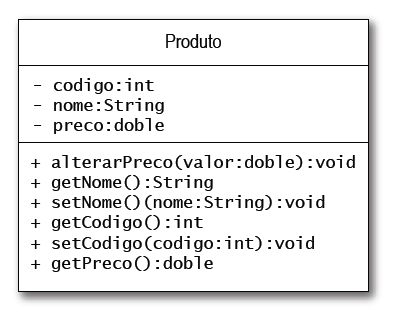 Produto
- codigo:int
- nome:String
- preco:doble
+ alterarPreco(valor:doble):void
+ getNome():String
+ setNome()(nome:String):void
+ getCodigo():int
+ setCodigo(codigo:int):void
+ getPreco():doble